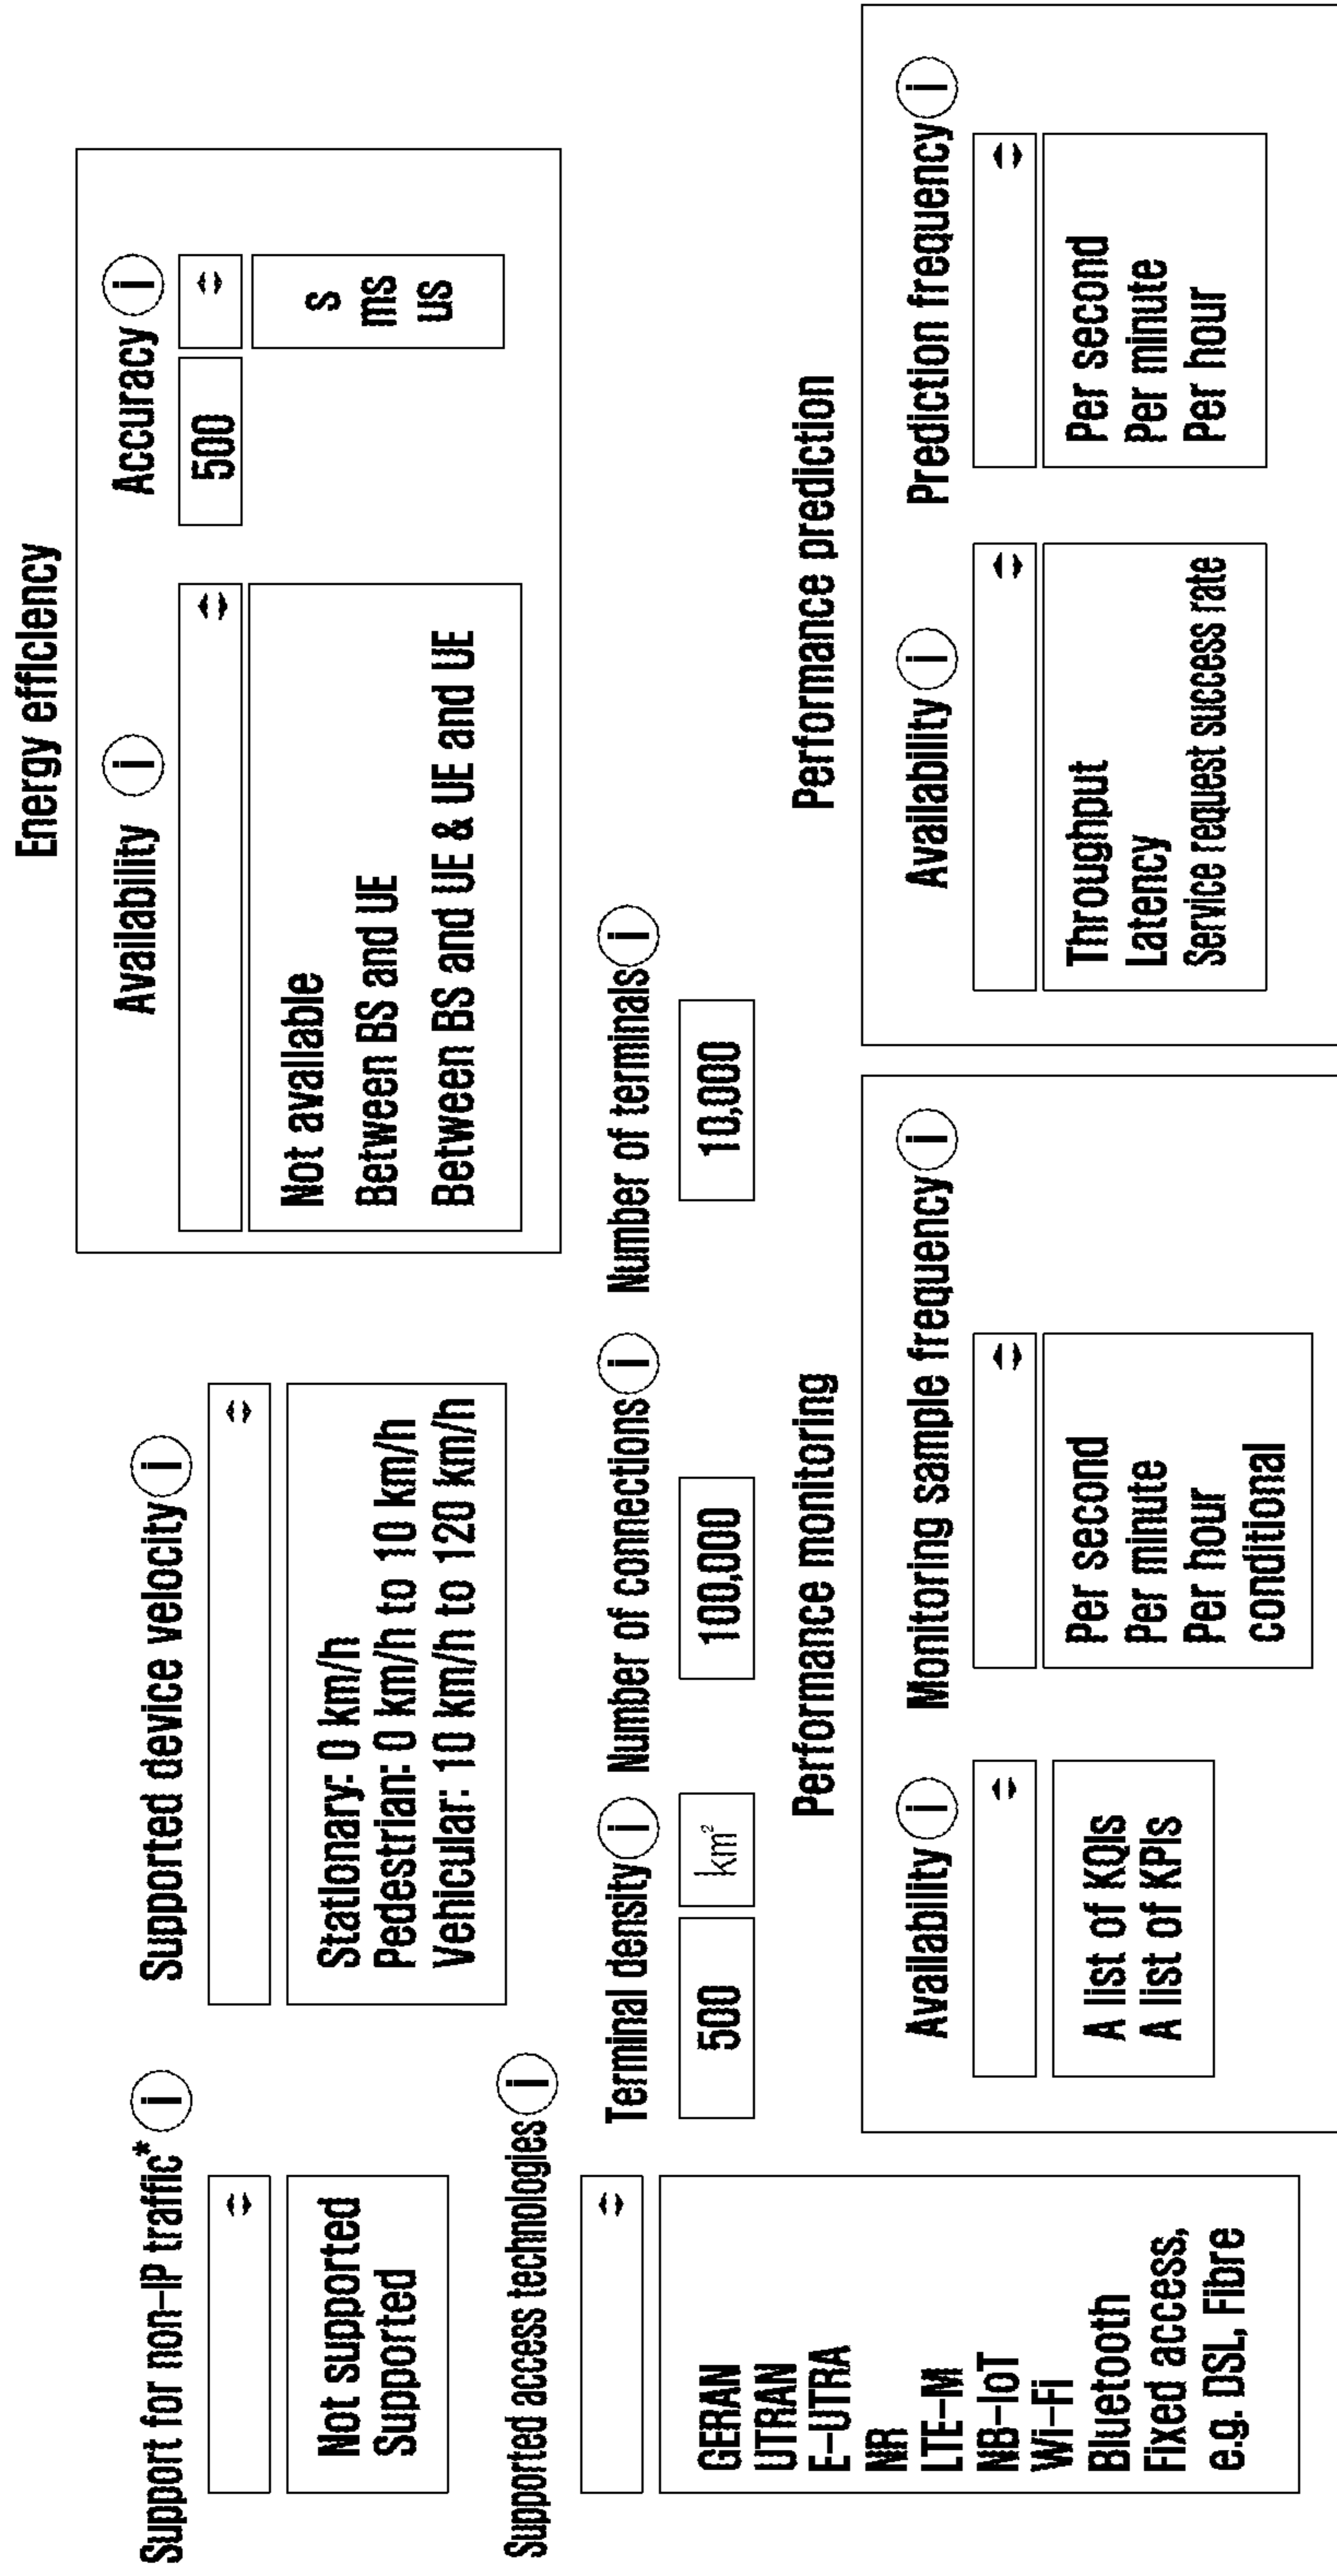 Energy efficiency
Support for non-IP traffic* i
Not supported
Supported
Supported device velocity i
Stationary: 0 km/h
Pedestrian: 0 km/h to 10 km/h
Vehicular: 10 km/h to 120 km/h
Availability i
Not available
Between BS and UE
Between BS and UE & UE and UE
Accuracy i
500
s
ms
us
Supported access technologies i
GERAN
UTRAN
E-UTRA
NR
LTE-M
NB-IoT
Wi-Fi
Bluetooth
Fixed access,
e.g. DSL, Fibre
Terminal density i
500 km²
Number of connections i
100,000
Number of terminals i
10,000
Performance monitoring
Availability i
A list of KQIs
A list of KPIs
Monitoring sample frequency i
Per second
Per minute
Per hour
conditional
Performance prediction
Availability i
Throughput
Latency
Service request success rate
Prediction frequency i
Per second
Per minute
Per hour